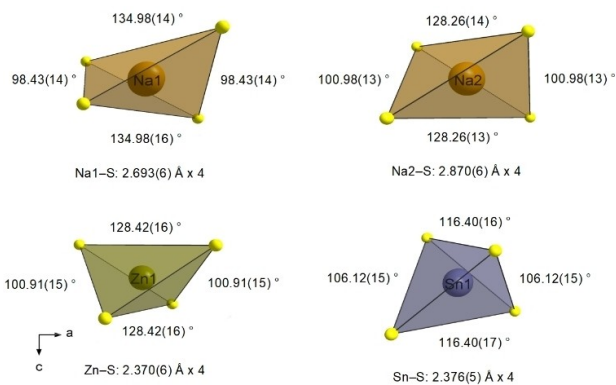 134.98(14) °
98.43(14) °
Na1
98.43(14) °
134.98(16) °
Na1–S: 2.693(6) Å x 4
128.26(14) °
100.98(13) °
Na2
100.98(13) °
128.26(13) °
Na2–S: 2.870(6) Å x 4
128.42(16) °
100.91(15) °
Zn1
100.91(15) °
128.42(16) °
Zn–S: 2.370(6) Å x 4
a
c
116.40(16) °
106.12(15) °
Sn1
106.12(15) °
116.40(17) °
Sn–S: 2.376(5) Å x 4